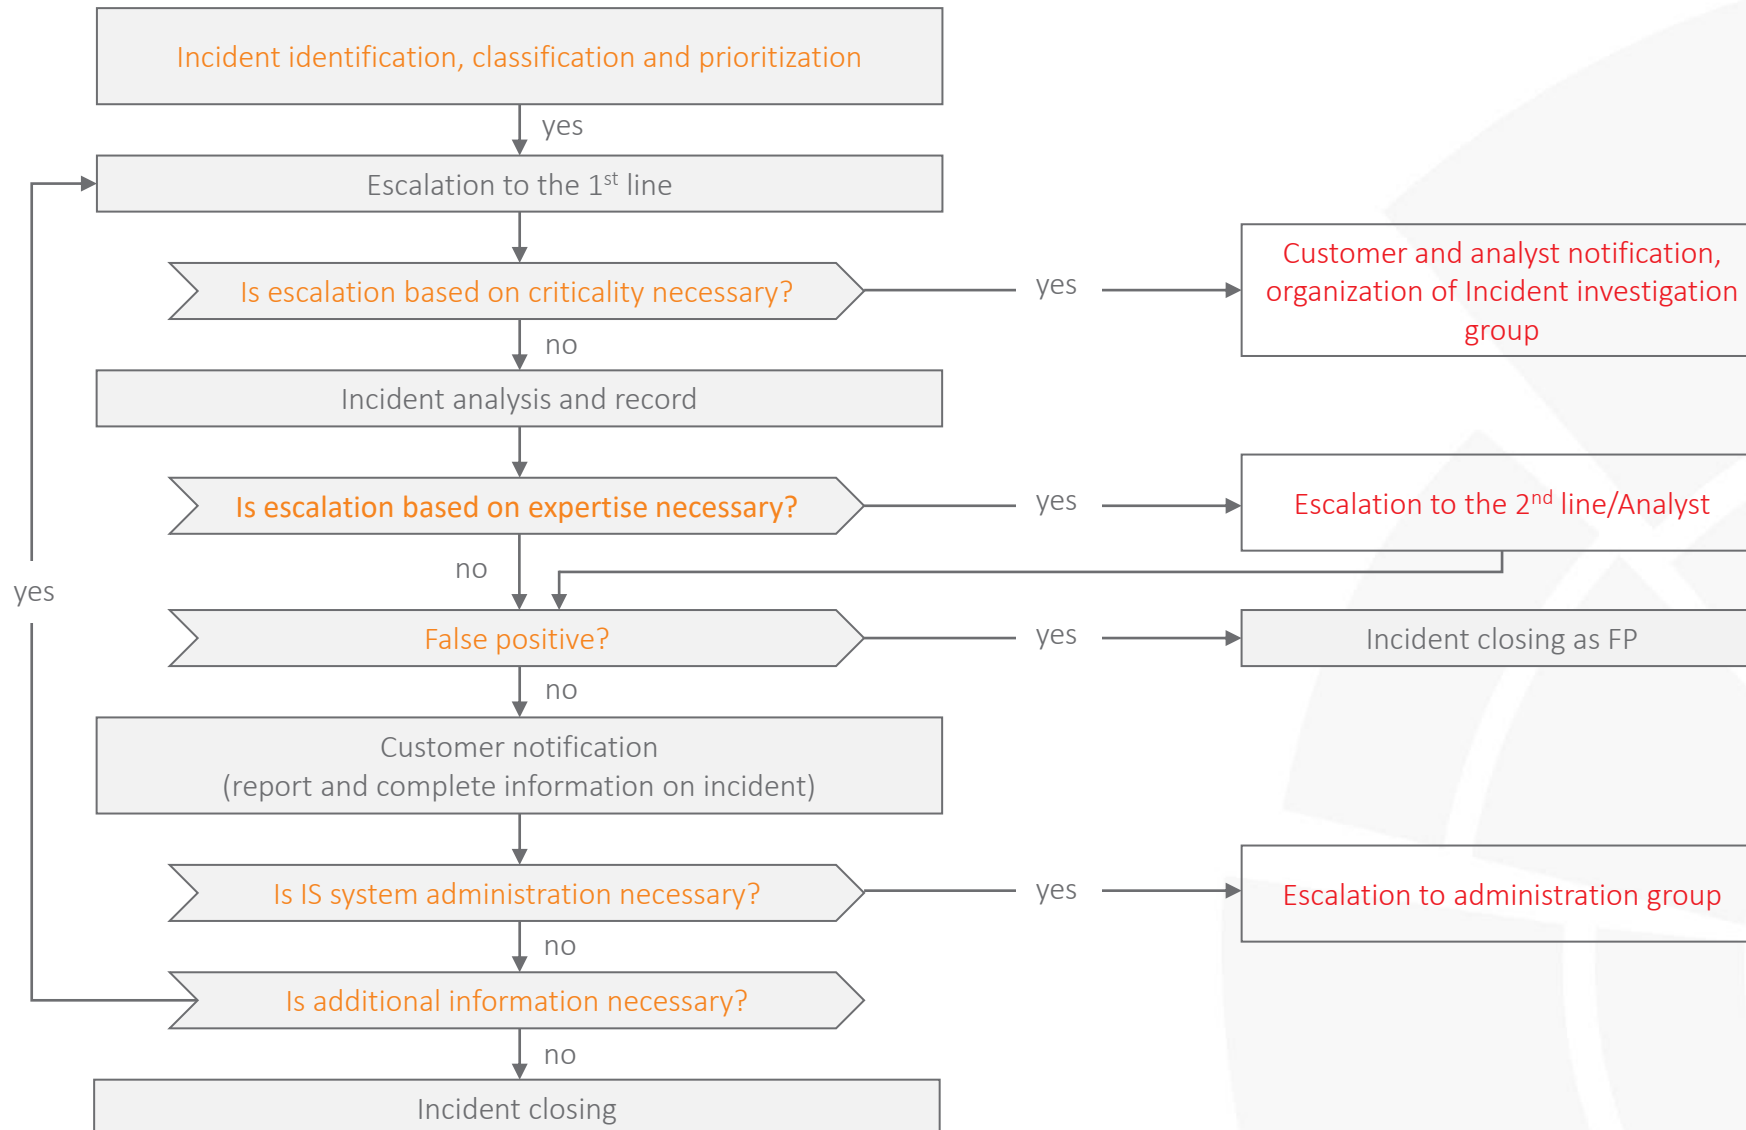 Incident identification, classification and prioritization
yes
Escalation to the 1st line
Is escalation based on criticality necessary?
yes
Customer and analyst notification,
organization of Incident investigation
group
no
Incident analysis and record
Is escalation based on expertise necessary?
yes
Escalation to the 2nd line/Analyst
no
yes
False positive?
yes
Incident closing as FP
no
Customer notification
(report and complete information on incident)
Is IS system administration necessary?
yes
Escalation to administration group
no
Is additional information necessary?
no
Incident closing